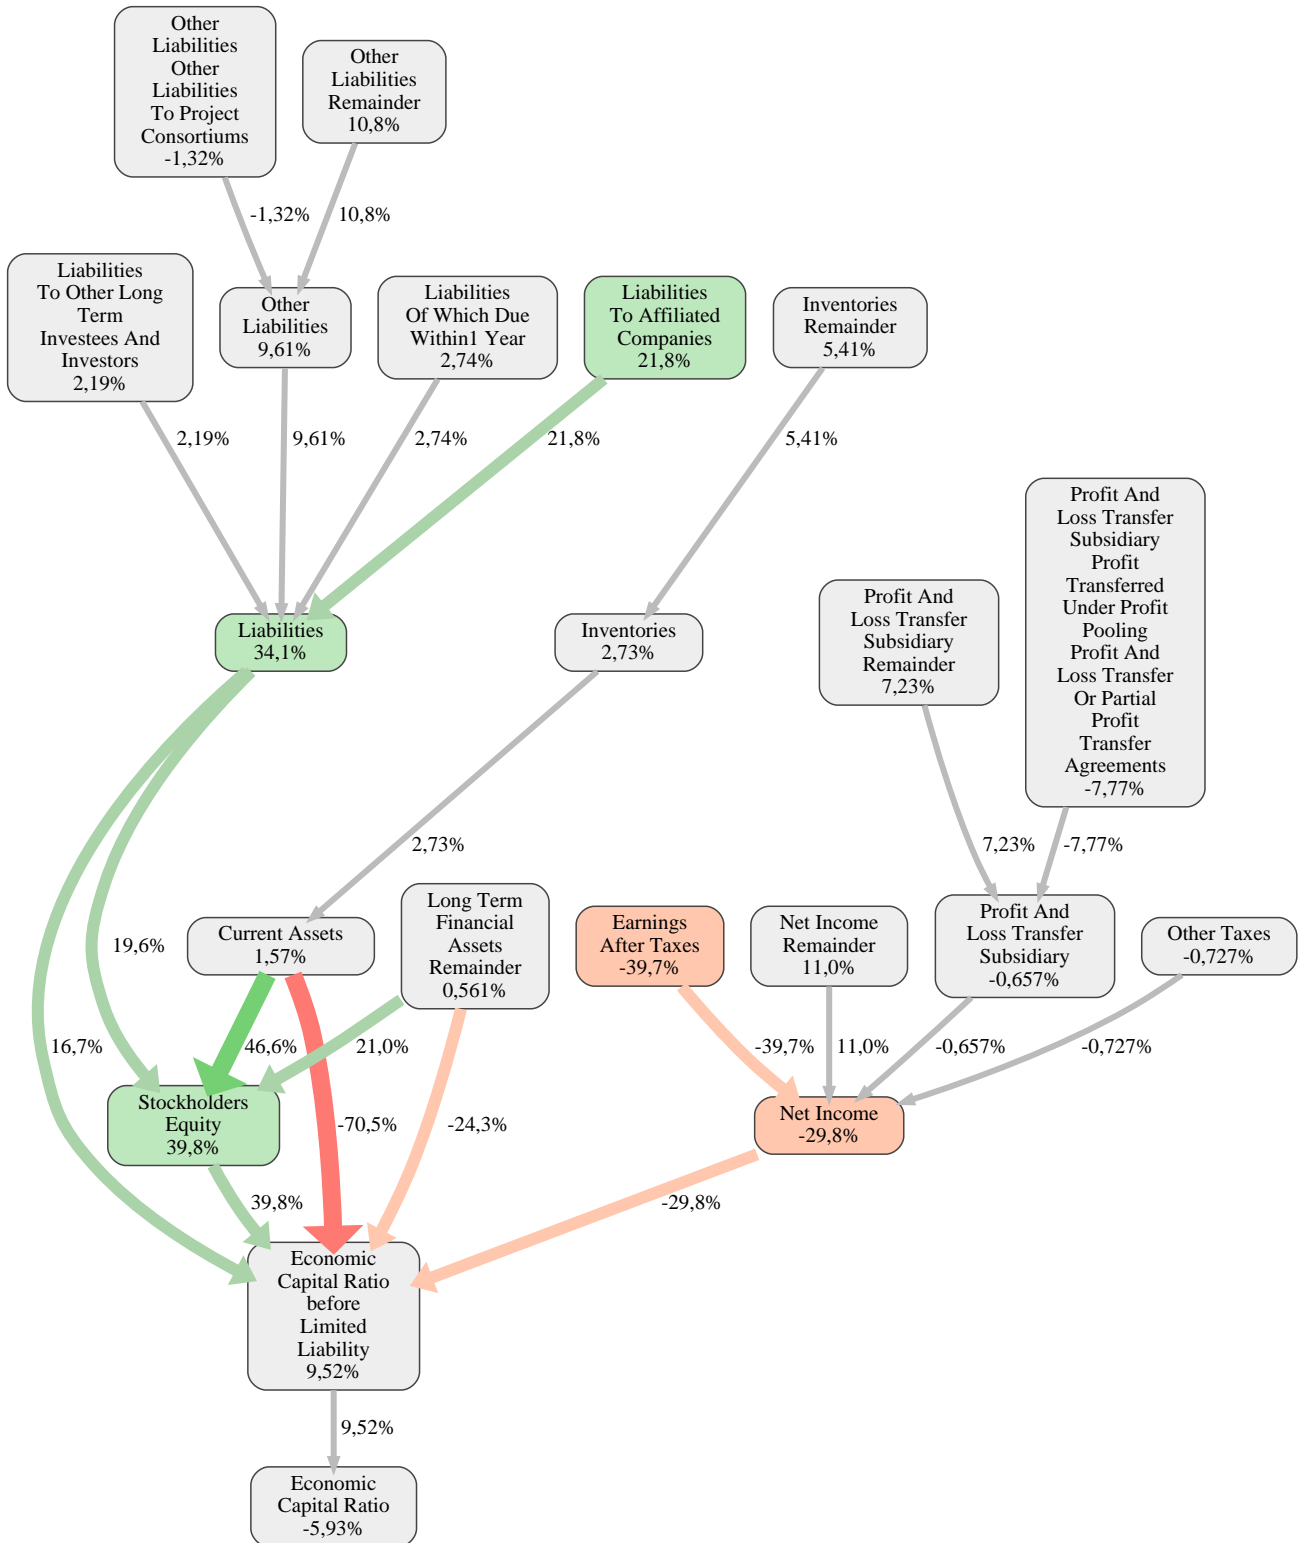 Other
Liabilities
Other
Liabilities
To Project
Consortiums
-1,32%
Other
Liabilities
Remainder
10,8%
-1,32%
10,8%
Liabilities
To Other Long
Term
Investees And
Investors
2,19%
Other
Liabilities
9,61%
Liabilities
Of Which Due
Within1 Year
2,74%
Liabilities
To Affiliated
Companies
21,8%
Inventories
Remainder
5,41%
2,19%
9,61%
2,74%
21,8%
5,41%
Profit And
Loss Transfer
Subsidiary
Profit
Transferred
Under Profit
Pooling
Profit And
Loss Transfer
Or Partial
Profit
Transfer
Agreements
-7,77%
Profit And
Loss Transfer
Subsidiary
Remainder
7,23%
Liabilities
34,1%
Inventories
2,73%
2,73%
7,23%
-7,77%
Current Assets
1,57%
Long Term
Financial
Assets
Remainder
0,561%
Earnings
After Taxes
-39,7%
Net Income
Remainder
11,0%
Profit And
Loss Transfer
Subsidiary
-0,657%
Other Taxes
-0,727%
19,6%
16,7%
46,6%
21,0%
-39,7%
11,0%
-0,657%
-0,727%
Stockholders
Equity
39,8%
-70,5%
-24,3%
Net Income
-29,8%
39,8%
-29,8%
Economic
Capital Ratio
before
Limited
Liability
9,52%
9,52%
Economic
Capital Ratio
-5,93%